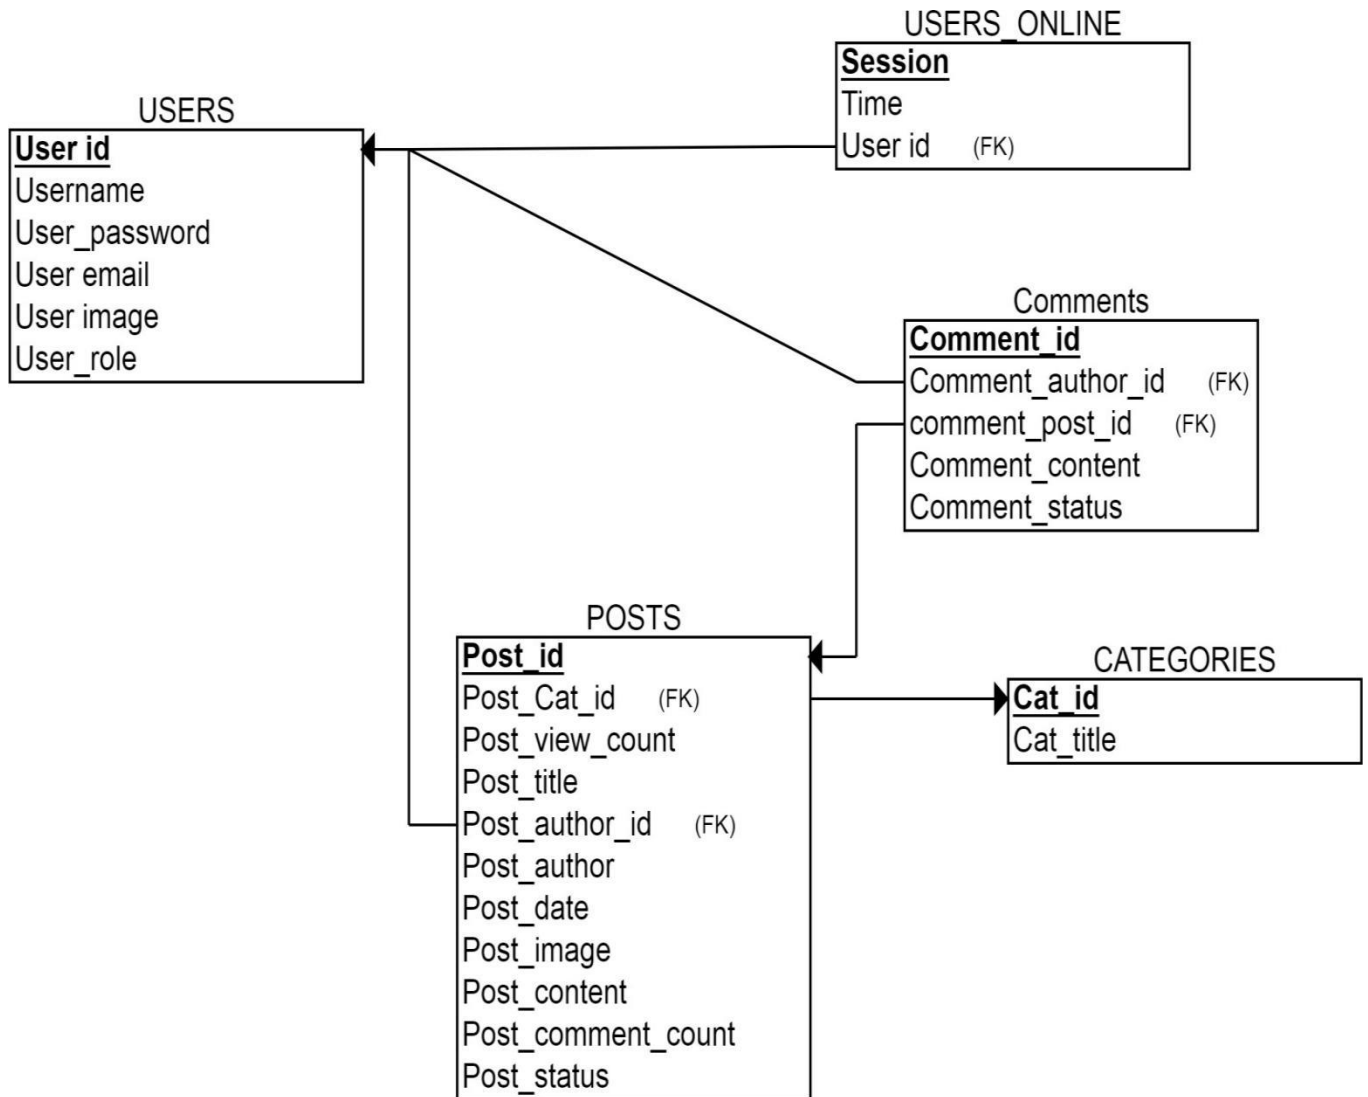 USERS_ONLINE
Session
Time
User id (FK)
USERS
User id
Username
User_password
User email
User image
User_role
Comments
Comment_id
Comment_author_id (FK)
comment_post_id (FK)
Comment_content
Comment_status
POSTS
Post_id
Post_Cat_id (FK)
Post_view_count
Post_title
Post_author_id (FK)
Post_author
Post_date
Post_image
Post_content
Post_comment_count
Post_status
CATEGORIES
Cat_id
Cat_title